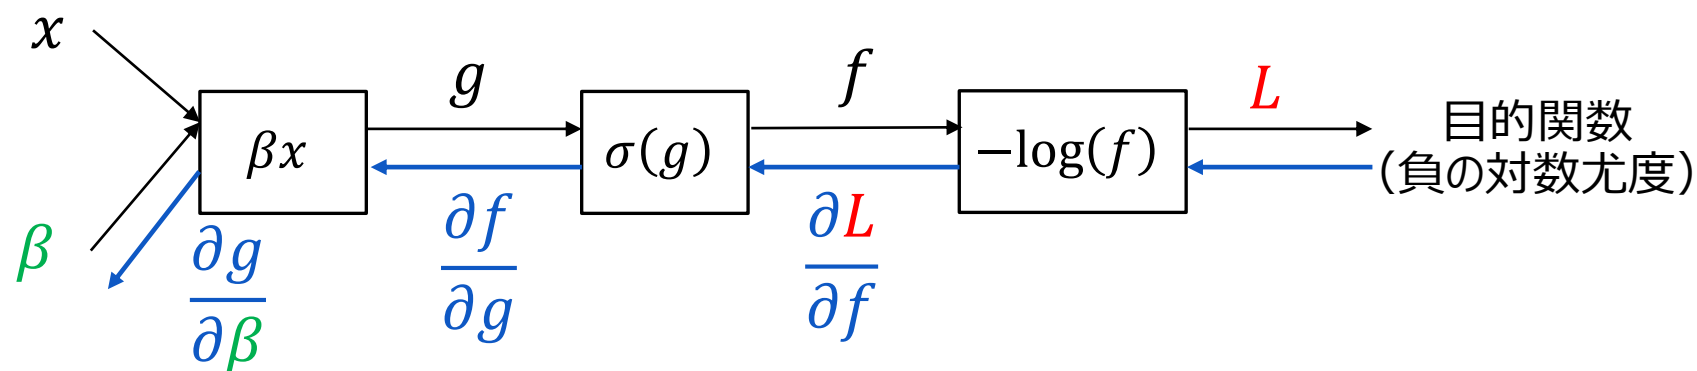 x
β
βx
g
σ(g)
f
−log(f)
L
目的関数
(負の対数尤度)
∂g
∂β
∂f
∂g
∂L
∂f